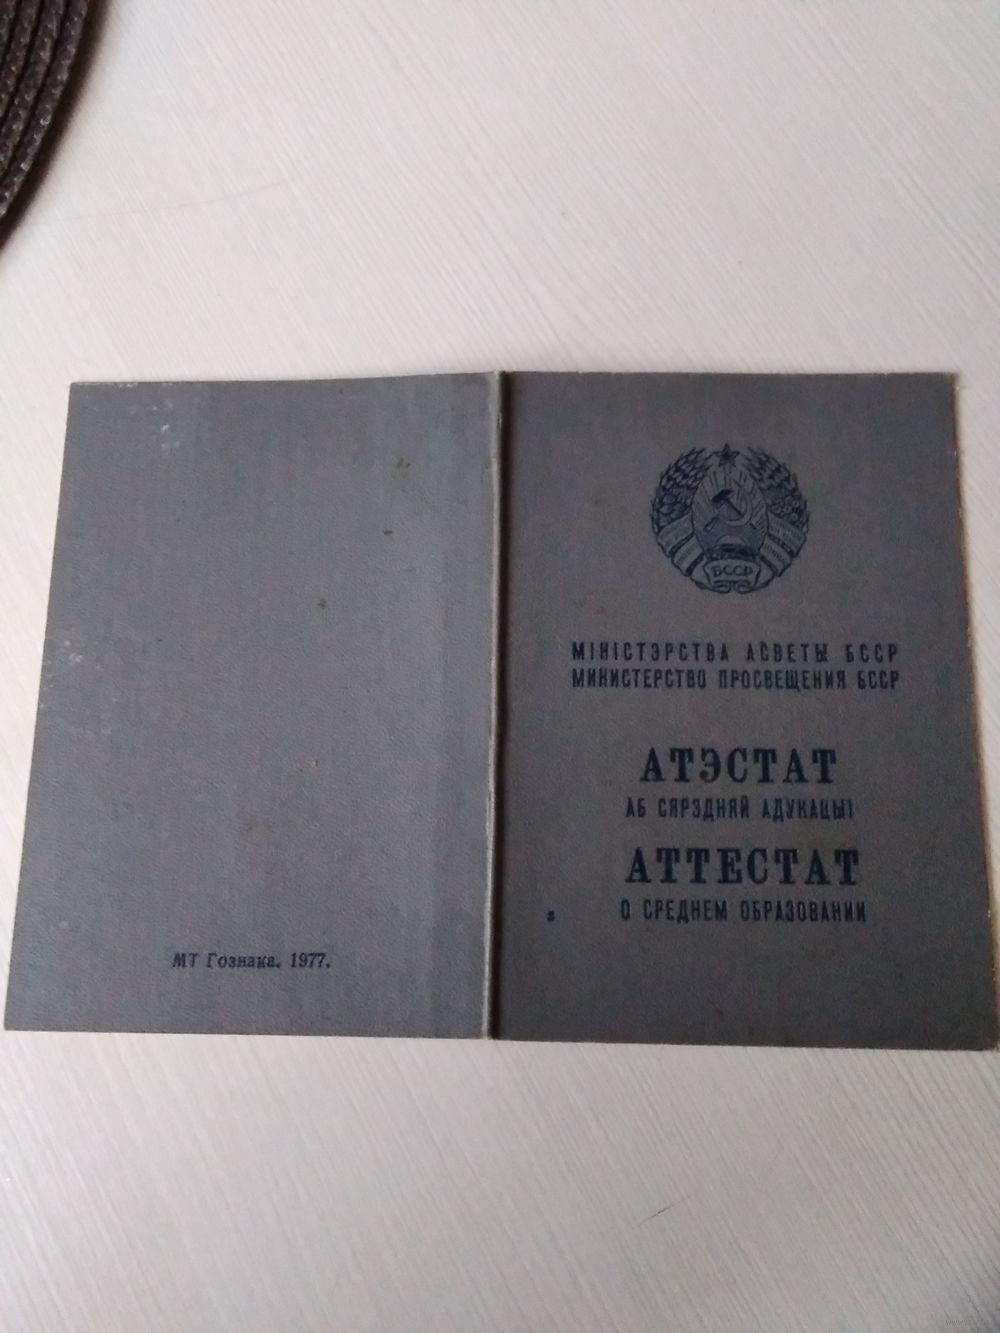 БССР
МІНІСТЭРСТВА АСВЕТЫ БССР
МИНИСТЕРСТВО ПРОСВЕЩЕНИЯ БССР
АТЭСТАТ
АБ СЯРЭДНЯЙ АДУКАЦЫІ
АТТЕСТАТ
О СРЕДНЕМ ОБРАЗОВАНИИ
МТ Гознака. 1977.